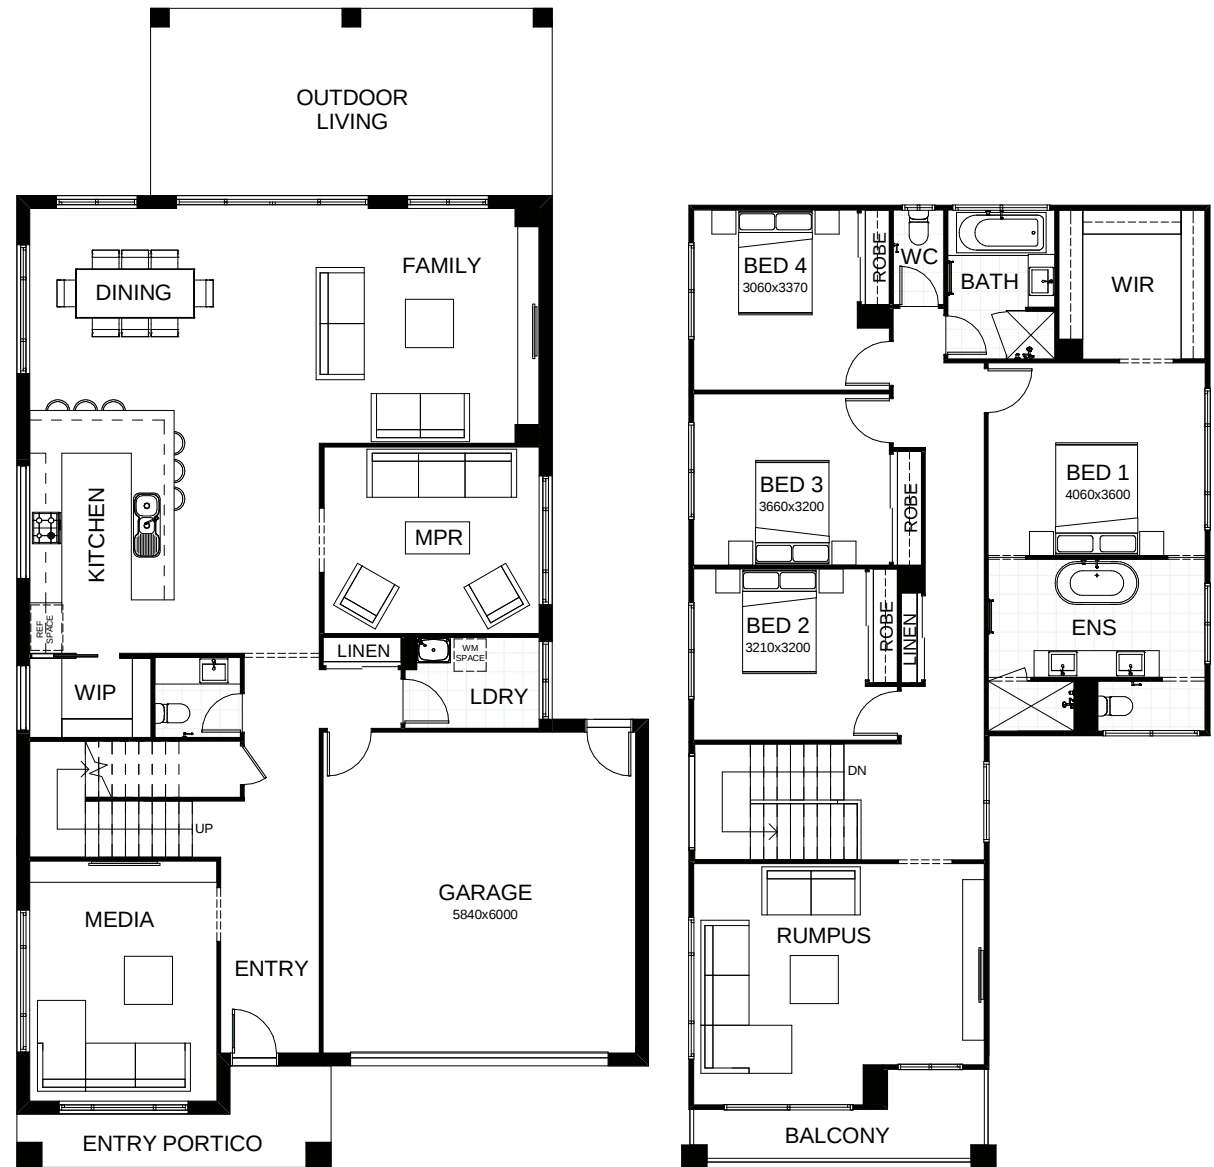 OUTDOOR
LIVING
FAMILY
DINING
KITCHEN
MPR
REF
SPACE
LINEN
WM
SPACE
WIP
LDRY
UP
MEDIA
GARAGE
5840x6000
ENTRY
ENTRY PORTICO
BED 4
3060x3370
ROBE
WC
BATH
WIR
BED 3
3660x3200
ROBE
BED 1
4060x3600
BED 2
3210x3200
ROBE
LINEN
ENS
DN
RUMPUS
BALCONY